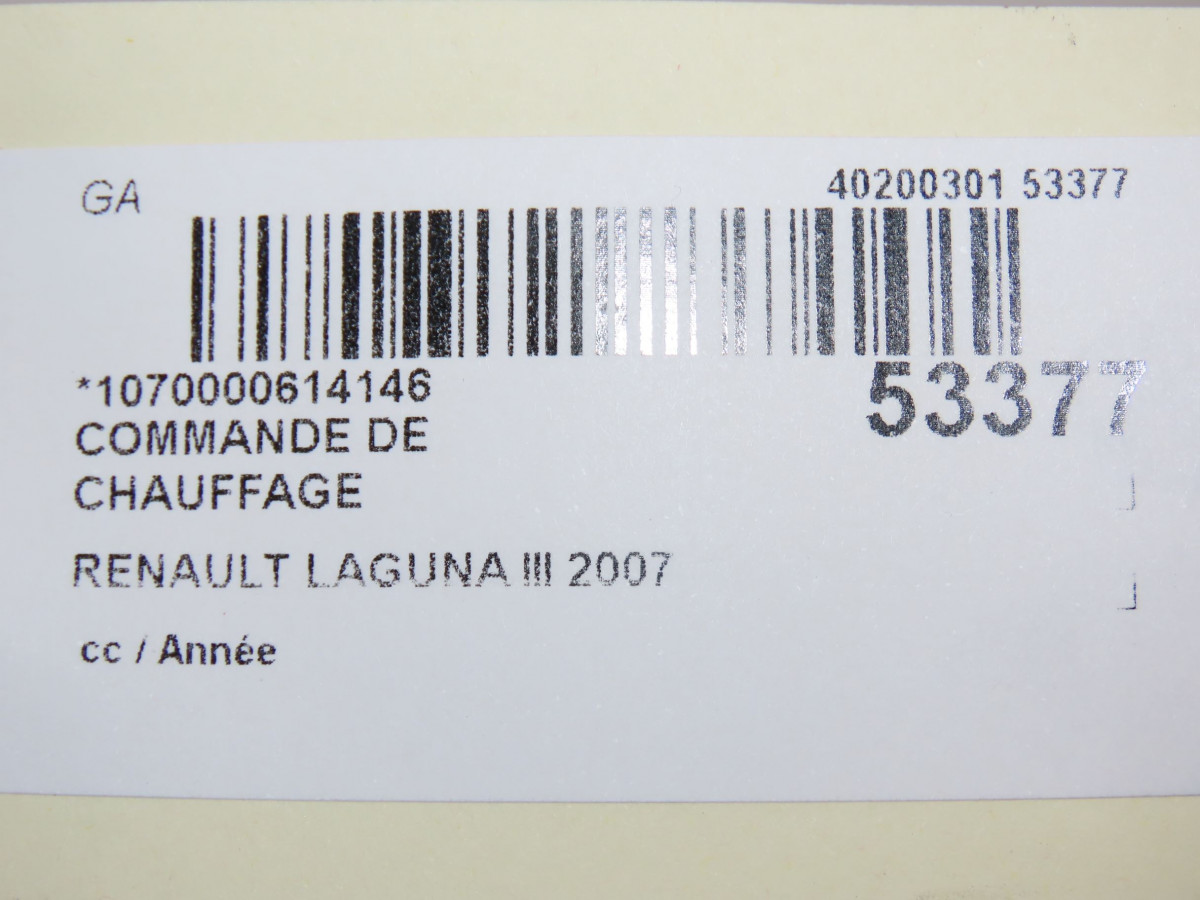 GA
40200301 53377
*1070000614146
53377
COMMANDE DE
CHAUFFAGE
RENAULT LAGUNA III 2007
cc / Année